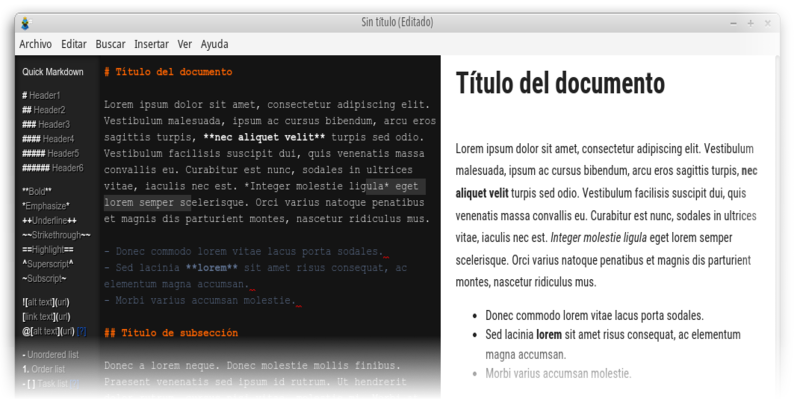 Sin título (Editado)
Archivo Editar Buscar Insertar Ver Ayuda
Quick Markdown
# Header1
## Header2
### Header3
#### Header4
##### Header5
###### Header6
**Bold**
*Emphasize*
++Underline++
~~Strikethrough~~
==Highlight==
^Superscript^
~Subscript~
![alt text](url)
[link text](url)
@[alt text](url) [?]
- Unordered list
1. Order list
- [ ] Task list [?]
# Título del documento
Lorem ipsum dolor sit amet, consectetur adipiscing elit.
Vestibulum malesuada, ipsum ac cursus bibendum, arcu eros
sagittis turpis, **nec aliquet velit** turpis sed odio.
Vestibulum facilisis suscipit dui, quis venenatis massa
convallis eu. Curabitur est nunc, sodales in ultrices
vitae, iaculis nec est. *Integer molestie ligula* eget
lorem semper scelerisque. Orci varius natoque penatibus
et magnis dis parturient montes, nascetur ridiculus mus.
- Donec commodo lorem vitae lacus porta sodales.
- Sed lacinia **lorem** sit amet risus consequat, ac
elementum magna accumsan.
- Morbi varius accumsan molestie.
## Título de subsección
Donec a lorem neque. Donec molestie mollis finibus.
Praesent venenatis sed ipsum id rutrum. Ut hendrerit
Título del documento
Lorem ipsum dolor sit amet, consectetur adipiscing elit. Vestibulum
malesuada, ipsum ac cursus bibendum, arcu eros sagittis turpis, nec
aliquet velit turpis sed odio. Vestibulum facilisis suscipit dui, quis
venenatis massa convallis eu. Curabitur est nunc, sodales in ultrices
vitae, iaculis nec est. Integer molestie ligula eget lorem semper
scelerisque. Orci varius natoque penatibus et magnis dis parturient
montes, nascetur ridiculus mus.
• Donec commodo lorem vitae lacus porta sodales.
• Sed lacinia lorem sit amet risus consequat, ac elementum
magna accumsan.
• Morbi varius accumsan molestie.